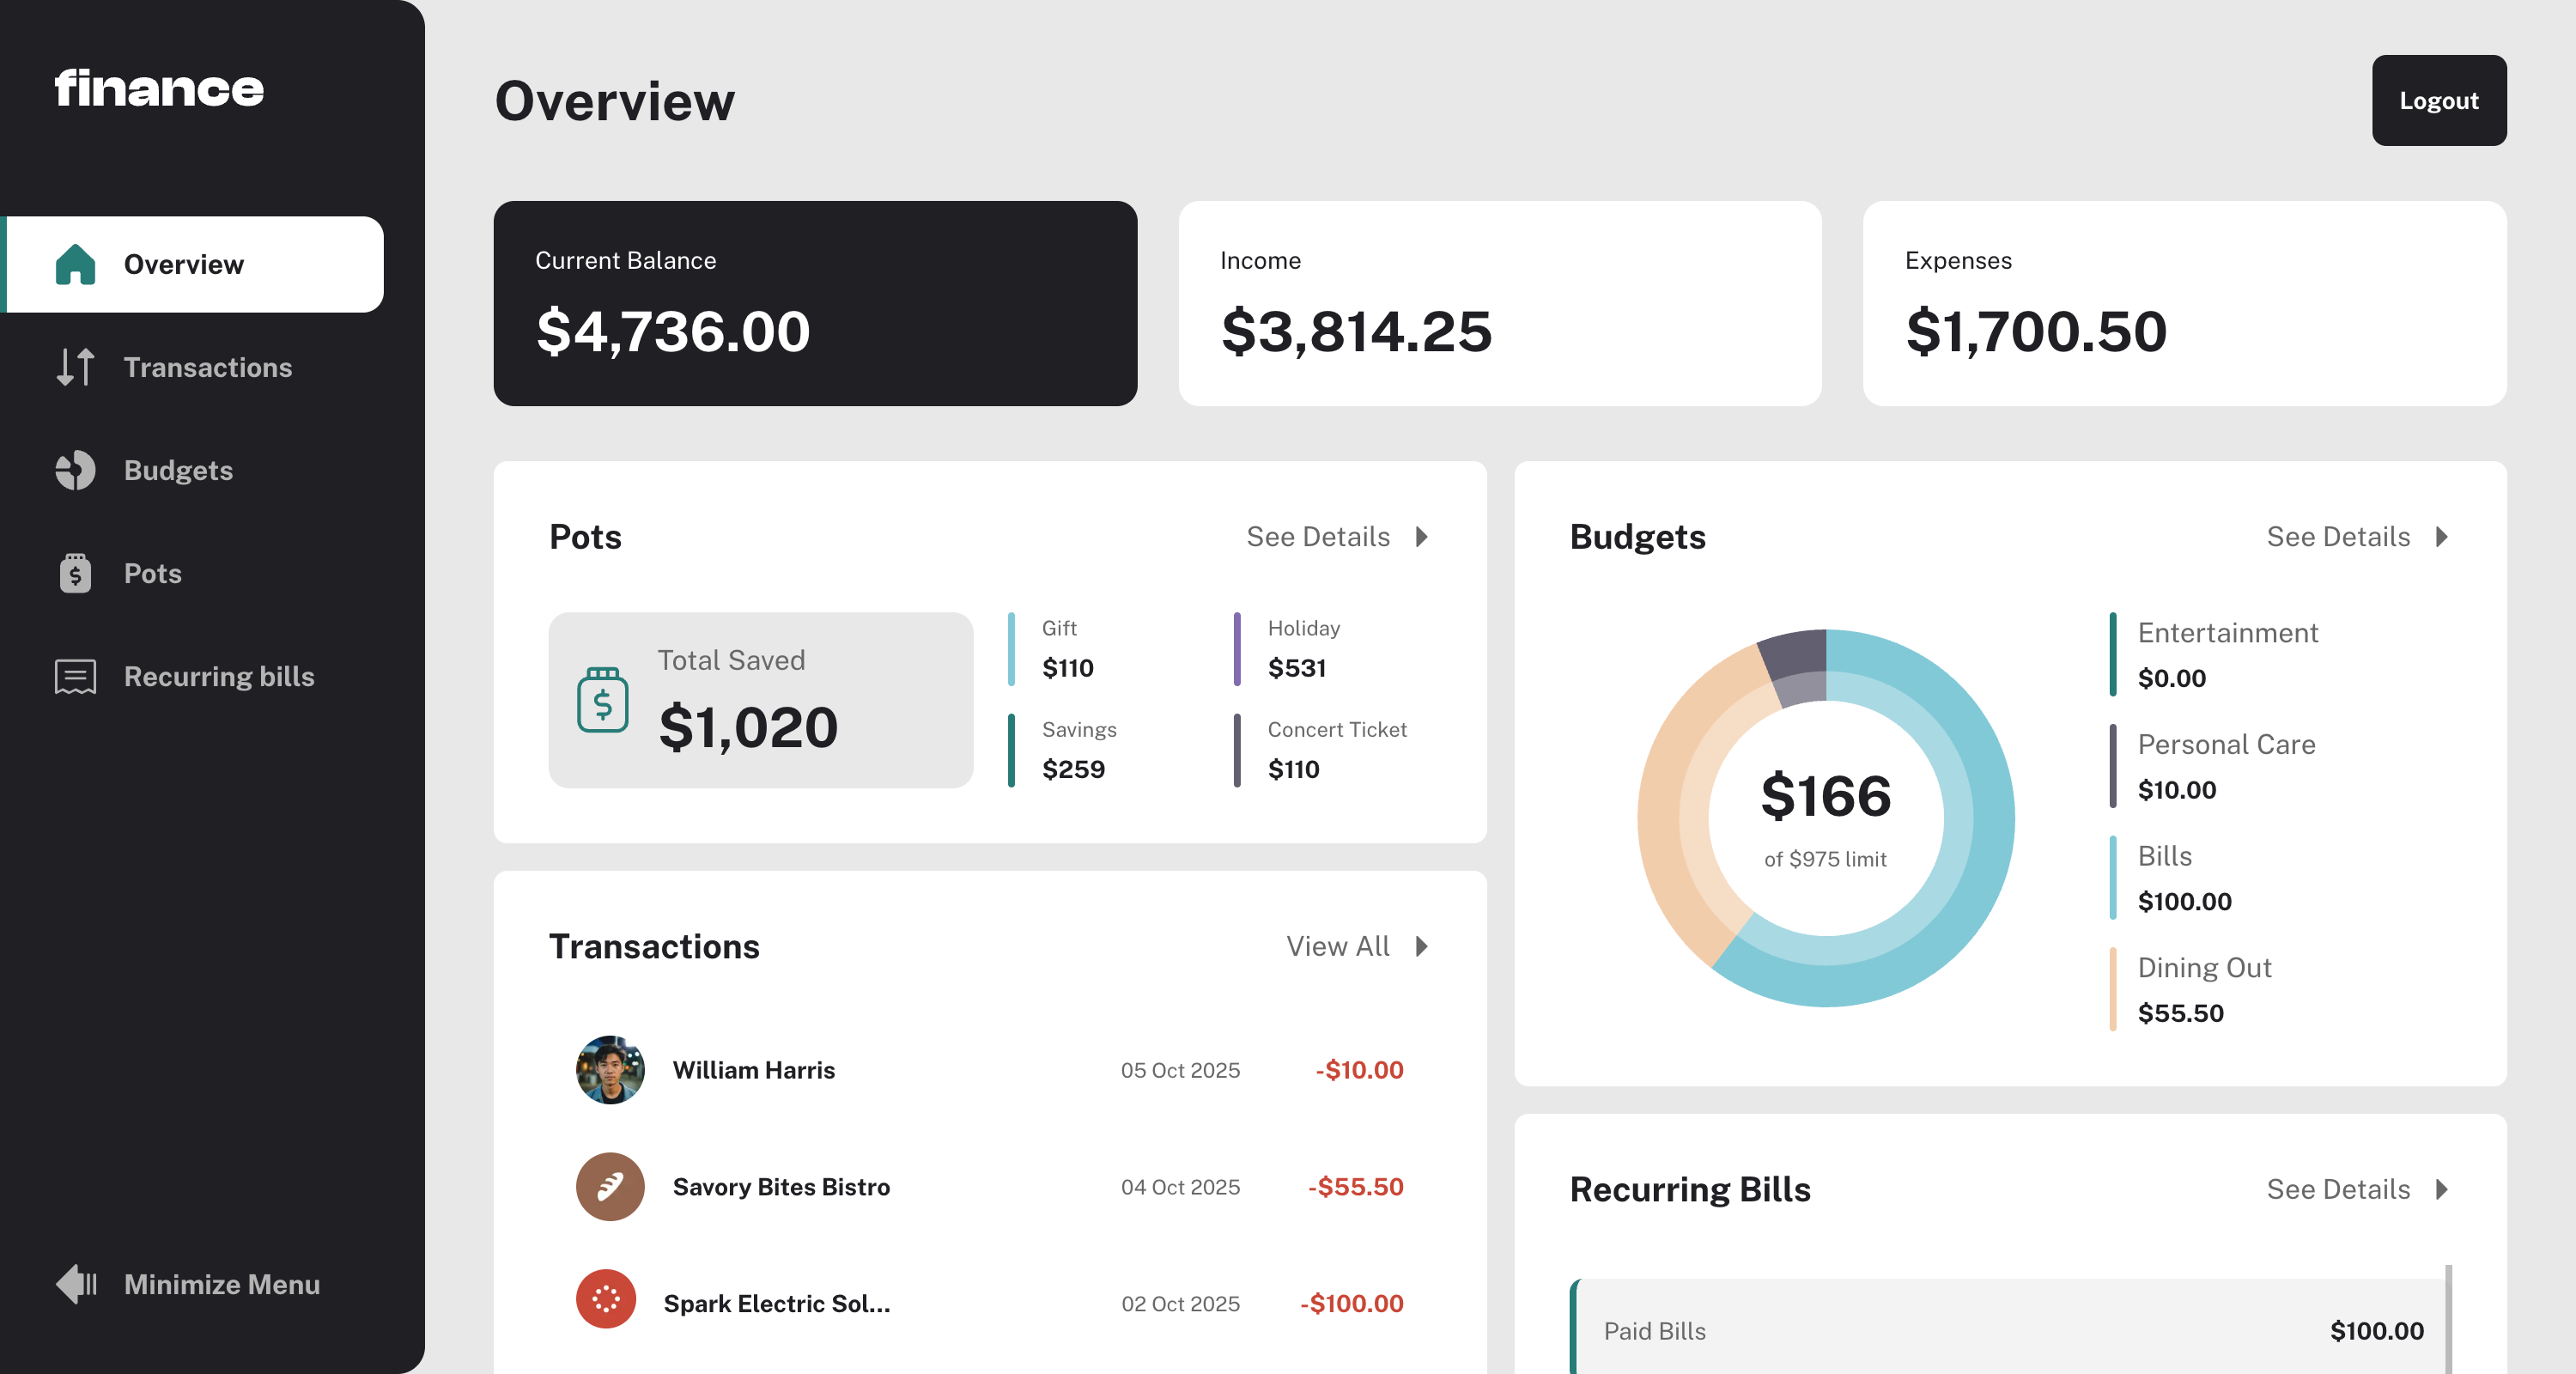 finance
Overview
Transactions
Budgets
Pots
Recurring bills
Minimize Menu
Overview
Logout
Current Balance
$4,736.00
Income
$3,814.25
Expenses
$1,700.50
Pots
See Details
Total Saved
$1,020
Gift
$110
Holiday
$531
Savings
$259
Concert Ticket
$110
Transactions
View All
William Harris 05 Oct 2025 -$10.00
Savory Bites Bistro 04 Oct 2025 -$55.50
Spark Electric Sol... 02 Oct 2025 -$100.00
Budgets
See Details
$166
of $975 limit
Entertainment
$0.00
Personal Care
$10.00
Bills
$100.00
Dining Out
$55.50
Recurring Bills
See Details
Paid Bills $100.00